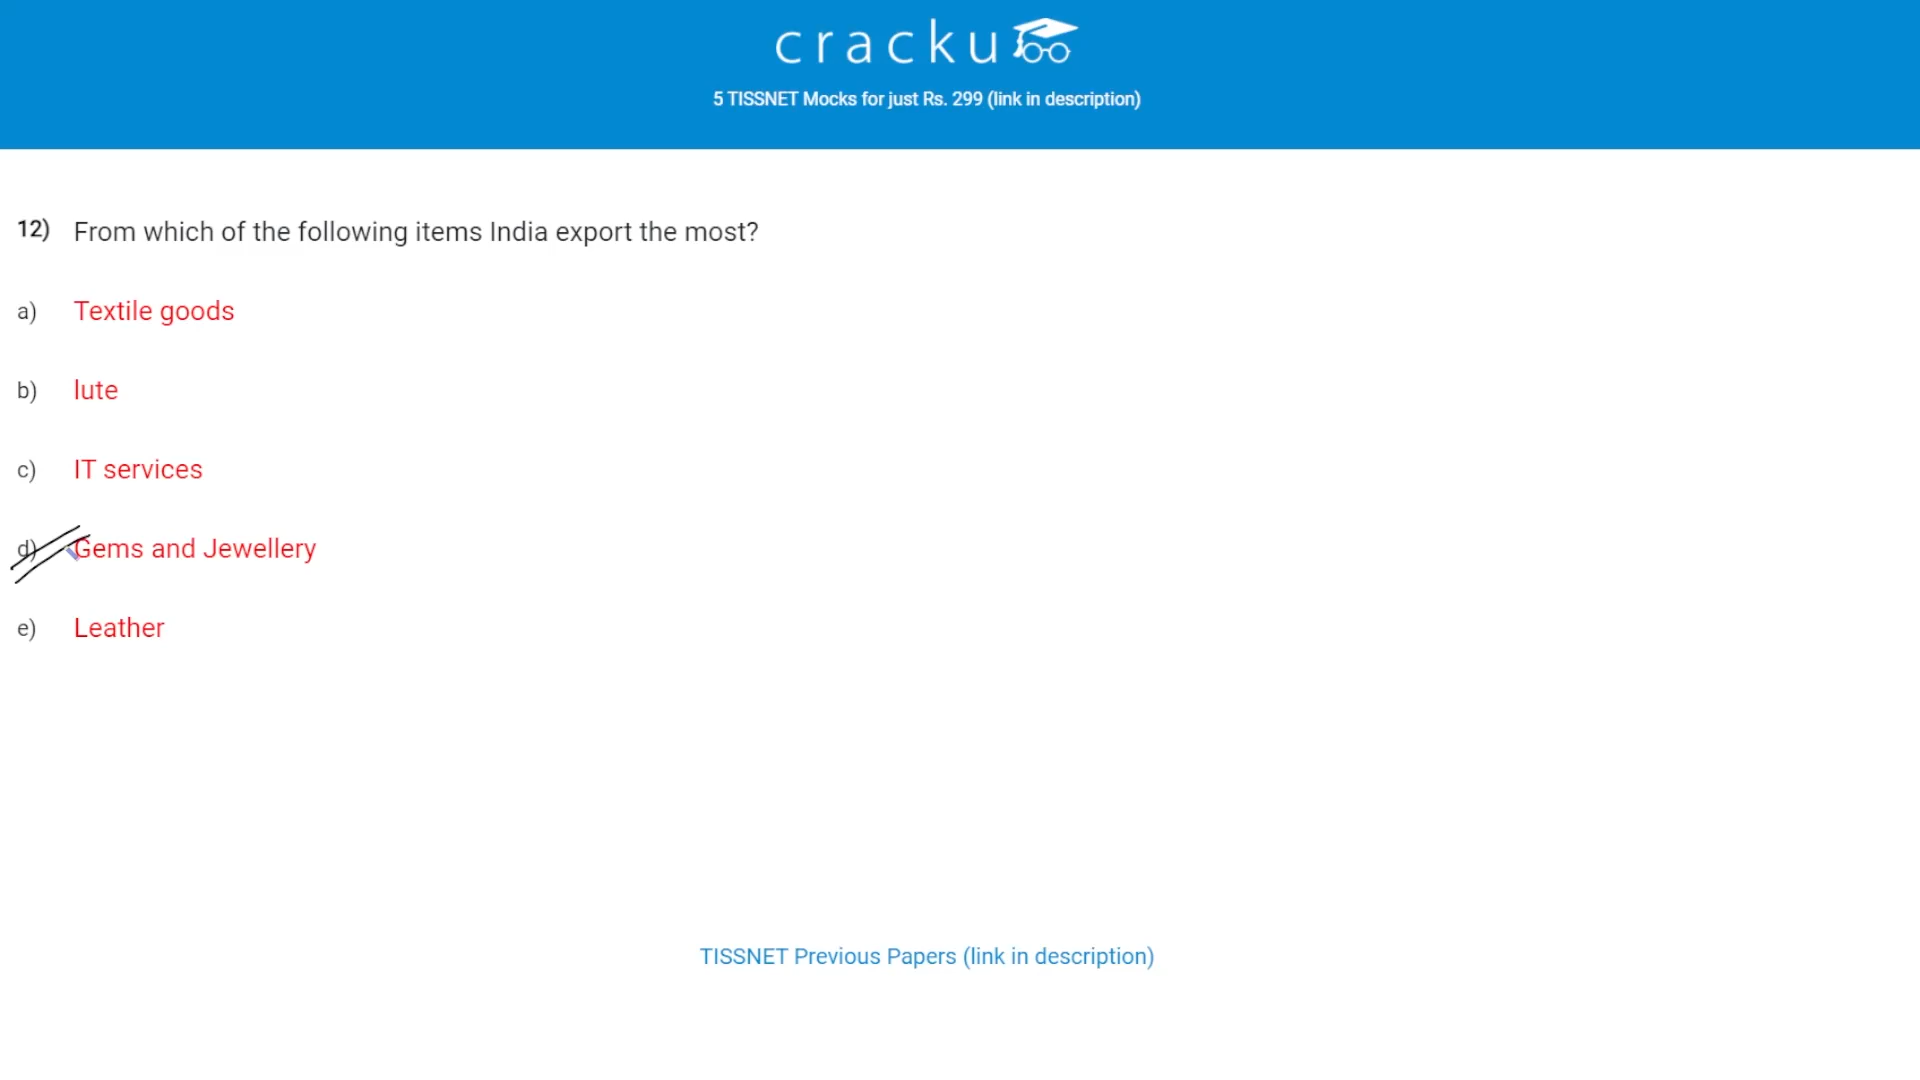 cracku
5 TISSNET Mocks for just Rs. 299 (link in description)
12) From which of the following items India export the most?
a) Textile goods
b) lute
c) IT services
d) Gems and Jewellery
e) Leather
TISSNET Previous Papers (link in description)